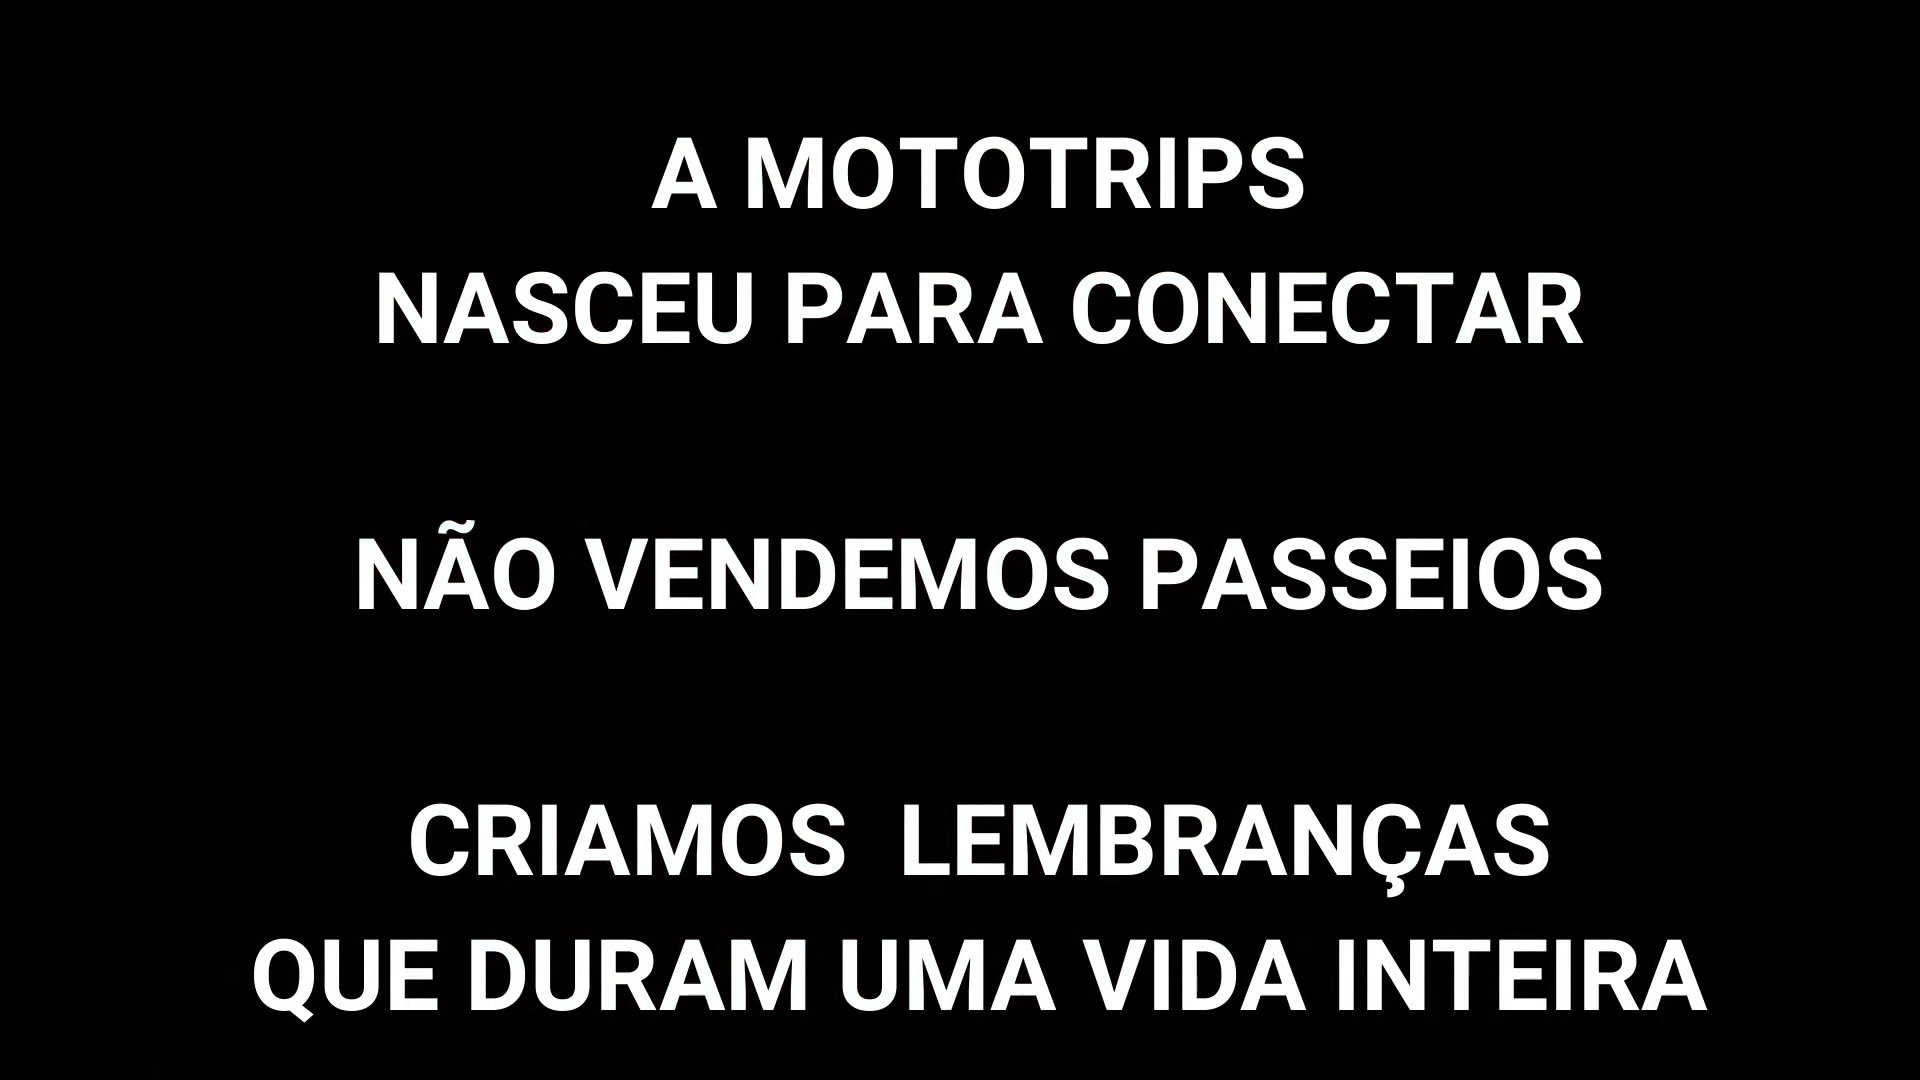 A MOTOTRIPS
NASCEU PARA CONECTAR
NÃO VENDEMOS PASSEIOS
CRIAMOS  LEMBRANÇAS
QUE DURAM UMA VIDA INTEIRA